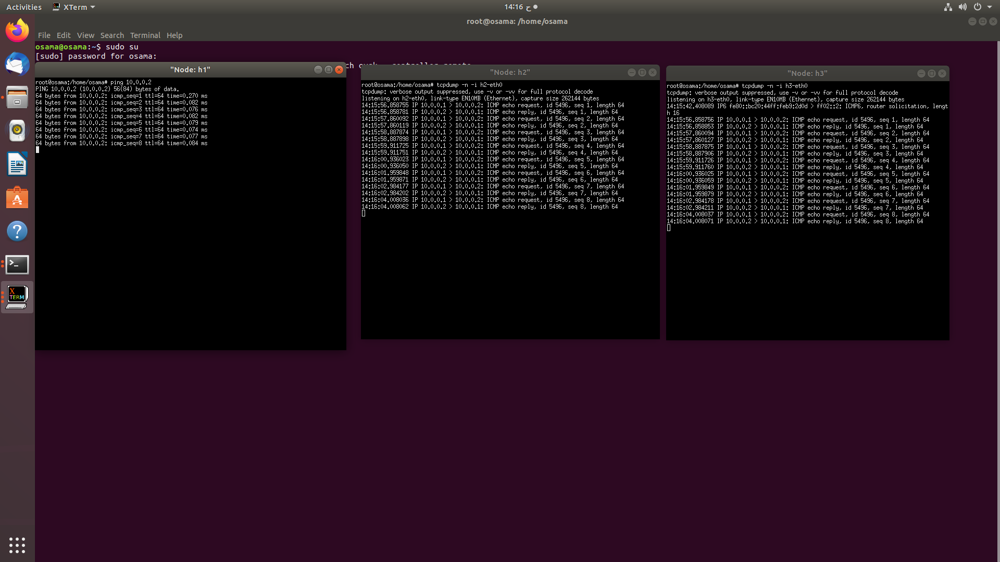 Activities
XTerm
ح 14:16
root@osama: /home/osama
File Edit View Search Terminal Help
osama@osama:~$ sudo su
[sudo] password for osama:
"Node: h1"
root@osama:/home/osama# ping 10.0.0.2
PING 10.0.0.2 (10.0.0.2) 56(84) bytes of data.
64 bytes from 10.0.0.2: icmp_seq=1 ttl=64 time=0.270 ms
64 bytes from 10.0.0.2: icmp_seq=2 ttl=64 time=0.082 ms
64 bytes from 10.0.0.2: icmp_seq=3 ttl=64 time=0.076 ms
64 bytes from 10.0.0.2: icmp_seq=4 ttl=64 time=0.082 ms
64 bytes from 10.0.0.2: icmp_seq=5 ttl=64 time=0.079 ms
64 bytes from 10.0.0.2: icmp_seq=6 ttl=64 time=0.074 ms
64 bytes from 10.0.0.2: icmp_seq=7 ttl=64 time=0.077 ms
64 bytes from 10.0.0.2: icmp_seq=8 ttl=64 time=0.084 ms
"Node: h2"
root@osama:/home/osama# tcpdump -n -i h2-eth0
tcpdump: verbose output suppressed, use -v or -vv for full protocol decode
listening on h2-eth0, link-type EN10MB (Ethernet), capture size 262144 bytes
14:15:56.858755 IP 10.0.0.1 > 10.0.0.2: ICMP echo request, id 5496, seq 1, length 64
14:15:56.858781 IP 10.0.0.2 > 10.0.0.1: ICMP echo reply, id 5496, seq 1, length 64
14:15:57.860092 IP 10.0.0.1 > 10.0.0.2: ICMP echo request, id 5496, seq 2, length 64
14:15:57.860119 IP 10.0.0.2 > 10.0.0.1: ICMP echo reply, id 5496, seq 2, length 64
14:15:58.887874 IP 10.0.0.1 > 10.0.0.2: ICMP echo request, id 5496, seq 3, length 64
14:15:58.887898 IP 10.0.0.2 > 10.0.0.1: ICMP echo reply, id 5496, seq 3, length 64
14:15:59.911725 IP 10.0.0.1 > 10.0.0.2: ICMP echo request, id 5496, seq 4, length 64
14:15:59.911751 IP 10.0.0.2 > 10.0.0.1: ICMP echo reply, id 5496, seq 4, length 64
14:16:00.936023 IP 10.0.0.1 > 10.0.0.2: ICMP echo request, id 5496, seq 5, length 64
14:16:00.936050 IP 10.0.0.2 > 10.0.0.1: ICMP echo reply, id 5496, seq 5, length 64
14:16:01.959848 IP 10.0.0.1 > 10.0.0.2: ICMP echo request, id 5496, seq 6, length 64
14:16:01.959871 IP 10.0.0.2 > 10.0.0.1: ICMP echo reply, id 5496, seq 6, length 64
14:16:02.984177 IP 10.0.0.1 > 10.0.0.2: ICMP echo request, id 5496, seq 7, length 64
14:16:02.984202 IP 10.0.0.2 > 10.0.0.1: ICMP echo reply, id 5496, seq 7, length 64
14:16:04.008036 IP 10.0.0.1 > 10.0.0.2: ICMP echo request, id 5496, seq 8, length 64
14:16:04.008062 IP 10.0.0.2 > 10.0.0.1: ICMP echo reply, id 5496, seq 8, length 64
"Node: h3"
root@osama:/home/osama# tcpdump -n -i h3-eth0
tcpdump: verbose output suppressed, use -v or -vv for full protocol decode
listening on h3-eth0, link-type EN10MB (Ethernet), capture size 262144 bytes
14:15:42.408089 IP6 fe80::bc20:44ff:feb9:2d0d > ff02::2: ICMP6, router solicitation, lengt
h 16
14:15:56.858756 IP 10.0.0.1 > 10.0.0.2: ICMP echo request, id 5496, seq 1, length 64
14:15:56.858853 IP 10.0.0.2 > 10.0.0.1: ICMP echo reply, id 5496, seq 1, length 64
14:15:57.860094 IP 10.0.0.1 > 10.0.0.2: ICMP echo request, id 5496, seq 2, length 64
14:15:57.860127 IP 10.0.0.2 > 10.0.0.1: ICMP echo reply, id 5496, seq 2, length 64
14:15:58.887875 IP 10.0.0.1 > 10.0.0.2: ICMP echo request, id 5496, seq 3, length 64
14:15:58.887906 IP 10.0.0.2 > 10.0.0.1: ICMP echo reply, id 5496, seq 3, length 64
14:15:59.911726 IP 10.0.0.1 > 10.0.0.2: ICMP echo request, id 5496, seq 4, length 64
14:15:59.911760 IP 10.0.0.2 > 10.0.0.1: ICMP echo reply, id 5496, seq 4, length 64
14:16:00.936025 IP 10.0.0.1 > 10.0.0.2: ICMP echo request, id 5496, seq 5, length 64
14:16:00.936059 IP 10.0.0.2 > 10.0.0.1: ICMP echo reply, id 5496, seq 5, length 64
14:16:01.959849 IP 10.0.0.1 > 10.0.0.2: ICMP echo request, id 5496, seq 6, length 64
14:16:01.959879 IP 10.0.0.2 > 10.0.0.1: ICMP echo reply, id 5496, seq 6, length 64
14:16:02.984178 IP 10.0.0.1 > 10.0.0.2: ICMP echo request, id 5496, seq 7, length 64
14:16:02.984211 IP 10.0.0.2 > 10.0.0.1: ICMP echo reply, id 5496, seq 7, length 64
14:16:04.008037 IP 10.0.0.1 > 10.0.0.2: ICMP echo request, id 5496, seq 8, length 64
14:16:04.008071 IP 10.0.0.2 > 10.0.0.1: ICMP echo reply, id 5496, seq 8, length 64
X
TERM